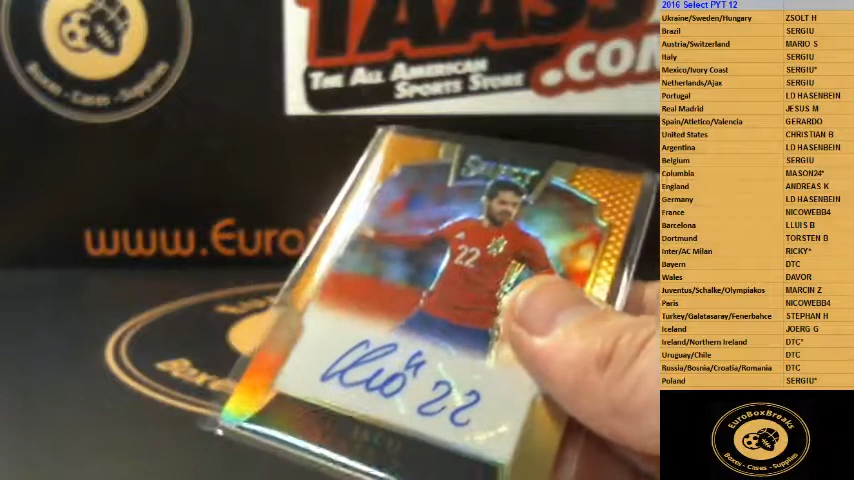 2016 Select PYT 12
Ukraine/Sweden/Hungary ZSOLT H
Brazil SERGIU
Austria/Switzerland MARIO S
Italy SERGIU
Mexico/Ivory Coast SERGIU*
Netherlands/Ajax SERGIU
Portugal LD HASENBEIN
Real Madrid JESUS M
Spain/Atletico/Valencia GERARDO
United States CHRISTIAN B
Argentina LD HASENBEIN
Belgium SERGIU
Columbia MASON24*
England ANDREAS K
Germany LD HASENBEIN
France NICOWEBB4
Barcelona LLUIS B
Dortmund TORSTEN B
Inter/AC Milan RICKY*
Bayern DTC
Wales DAVOR
Juventus/Schalke/Olympiakos MARCIN Z
Paris NICOWEBB4
Turkey/Galatasaray/Fenerbahce STEPHAN H
Iceland JOERG G
Ireland/Northern Ireland DTC*
Uruguay/Chile DTC
Russia/Bosnia/Croatia/Romania DTC
Poland SERGIU*
EuroBoxBreaks
Boxes - Cases - Supplies
Boxes - Cases - Supplies
TAASS
.COM
THE ALL AMERICAN
SPORTS STORE
www.EuroB
SELECT
22
22